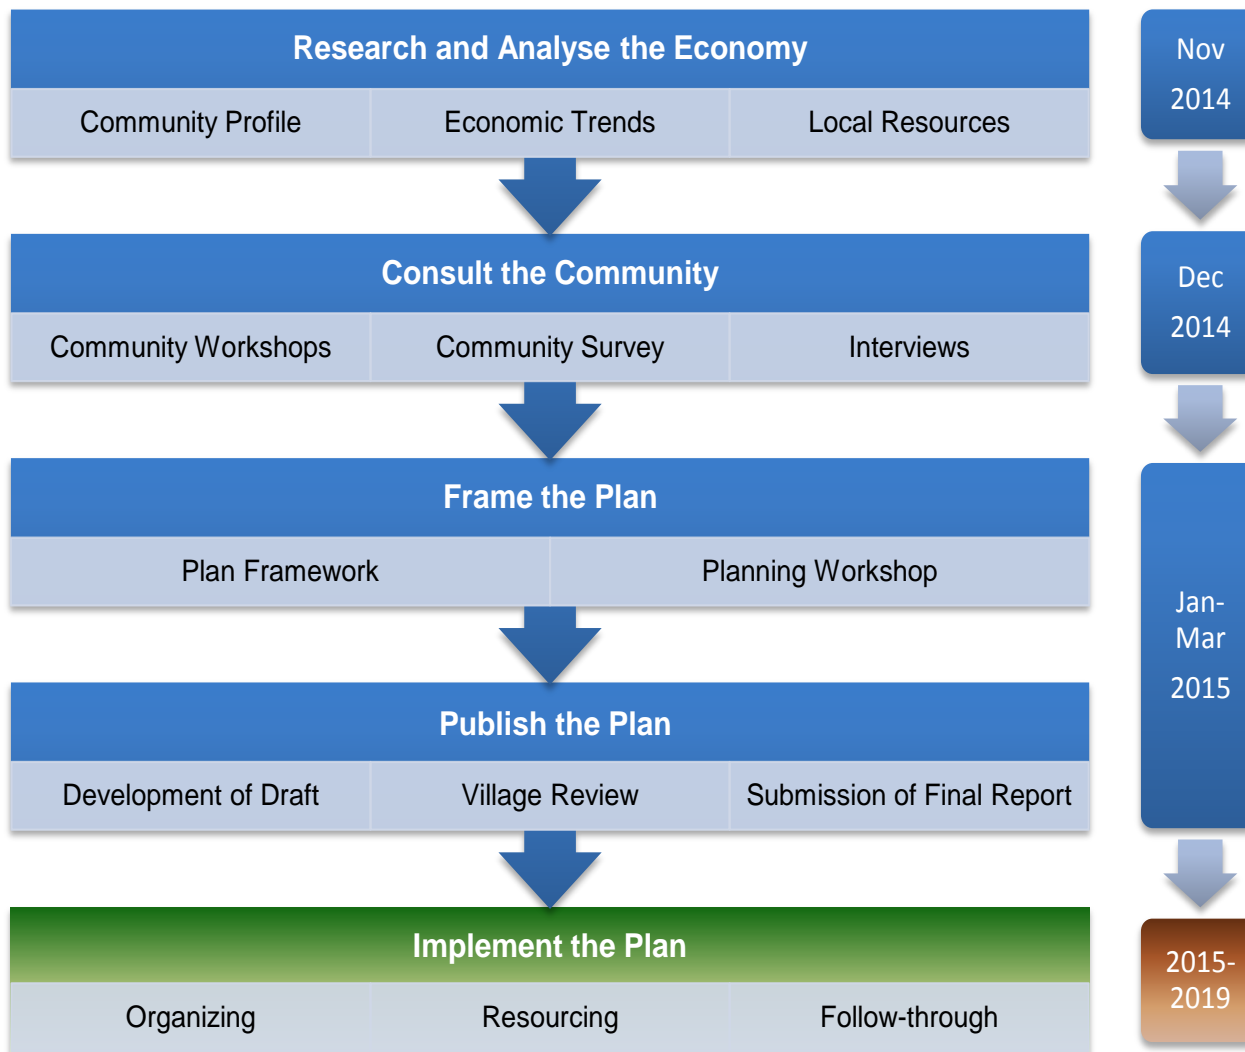 Research and Analyse the Economy
Community Profile
Economic Trends
Local Resources
Nov
2014
Consult the Community
Community Workshops
Community Survey
Interviews
Dec
2014
Frame the Plan
Plan Framework
Planning Workshop
Jan-
Mar
2015
Publish the Plan
Development of Draft
Village Review
Submission of Final Report
Implement the Plan
Organizing
Resourcing
Follow-through
2015-
2019